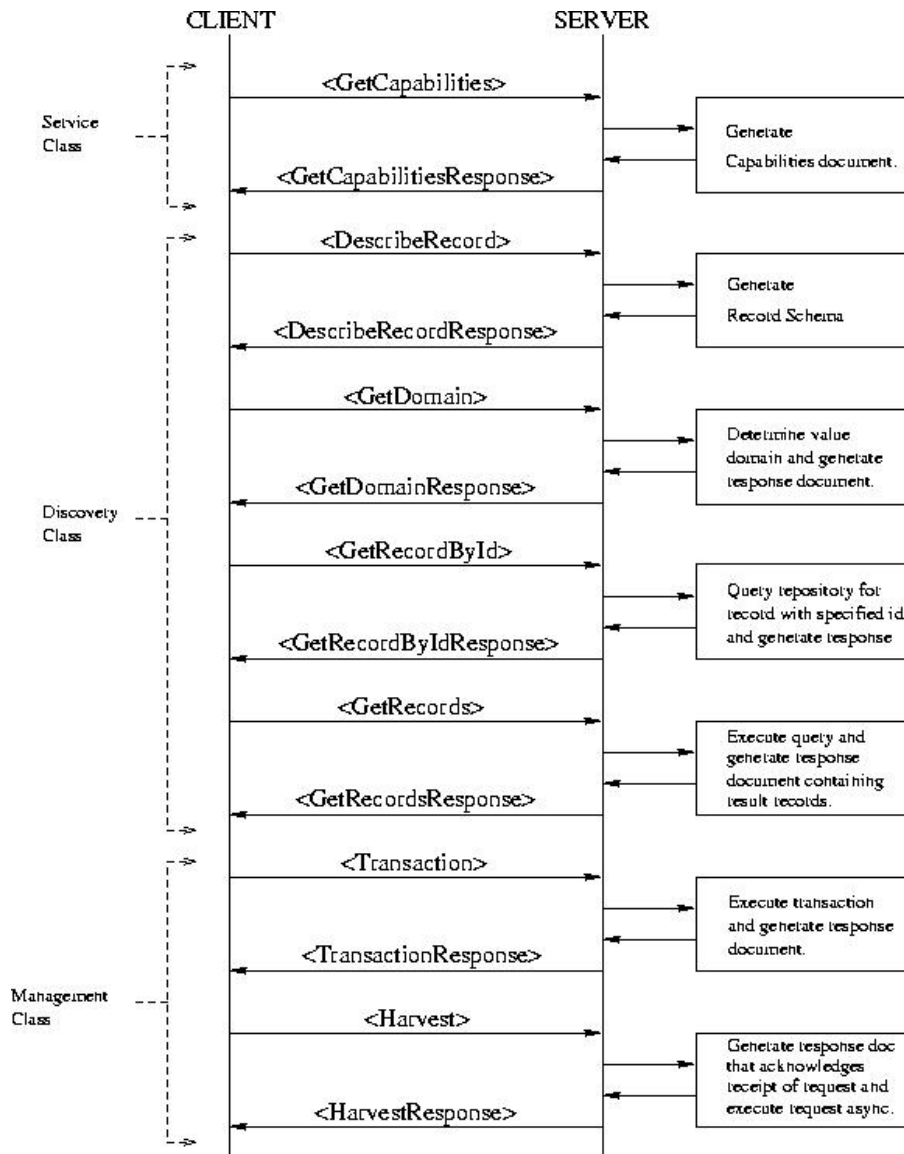 CLIENT
SERVER
<GetCapabilities>
Service
Class
Generate
Capabilities document.
<GetCapabilitiesResponse>
<DescribeRecord>
Generate
Record Schema
<DescribeRecordResponse>
<GetDomain>
Determine value
domain and generate
response document.
<GetDomainResponse>
Discovery
Class
<GetRecordById>
Query repository for
record with specified id
and generate response
<GetRecordByIdResponse>
<GetRecords>
Execute query and
generate response
document containing
result records.
<GetRecordsResponse>
<Transaction>
Execute transaction
and generate response
document.
<TransactionResponse>
Management
Class
<Harvest>
Generate response doc
that acknowledges
receipt of request and
execute request async.
<HarvestResponse>